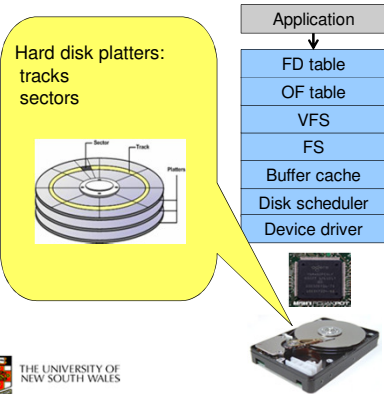 Hard disk platters:
tracks
sectors
Sector
Track
Platters
Application
FD table
OF table
VFS
FS
Buffer cache
Disk scheduler
Device driver
THE UNIVERSITY OF
NEW SOUTH WALES